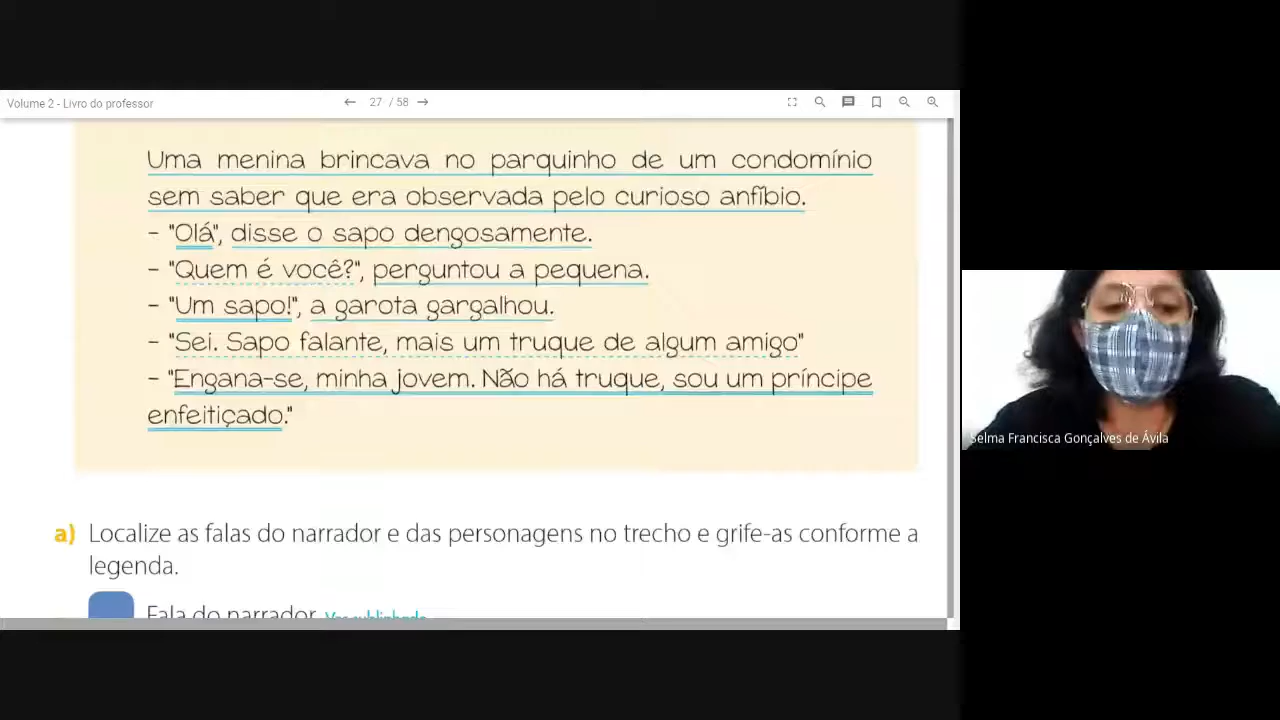 Volume 2 - Livro do professor
27 / 58
Uma menina brincava no parquinho de um condomínio
sem saber que era observada pelo curioso anfíbio.
- "Olá", disse o sapo dengosamente.
- "Quem é você?", perguntou a pequena.
- "Um sapo!", a garota gargalhou.
- "Sei. Sapo falante, mais um truque de algum amigo"
- "Engana-se, minha jovem. Não há truque, sou um príncipe
enfeitiçado."
a) Localize as falas do narrador e das personagens no trecho e grife-as conforme a
legenda.
Fala do narrador
Selma Francisca Gonçalves de Ávila